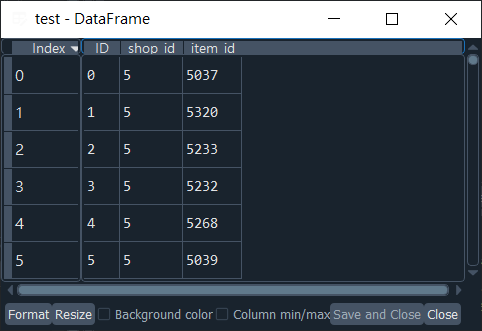 test - DataFrame
Index ID shop_id item_id
0 0 5 5037
1 1 5 5320
2 2 5 5233
3 3 5 5232
4 4 5 5268
5 5 5 5039
Format Resize Background color Column min/max Save and Close Close